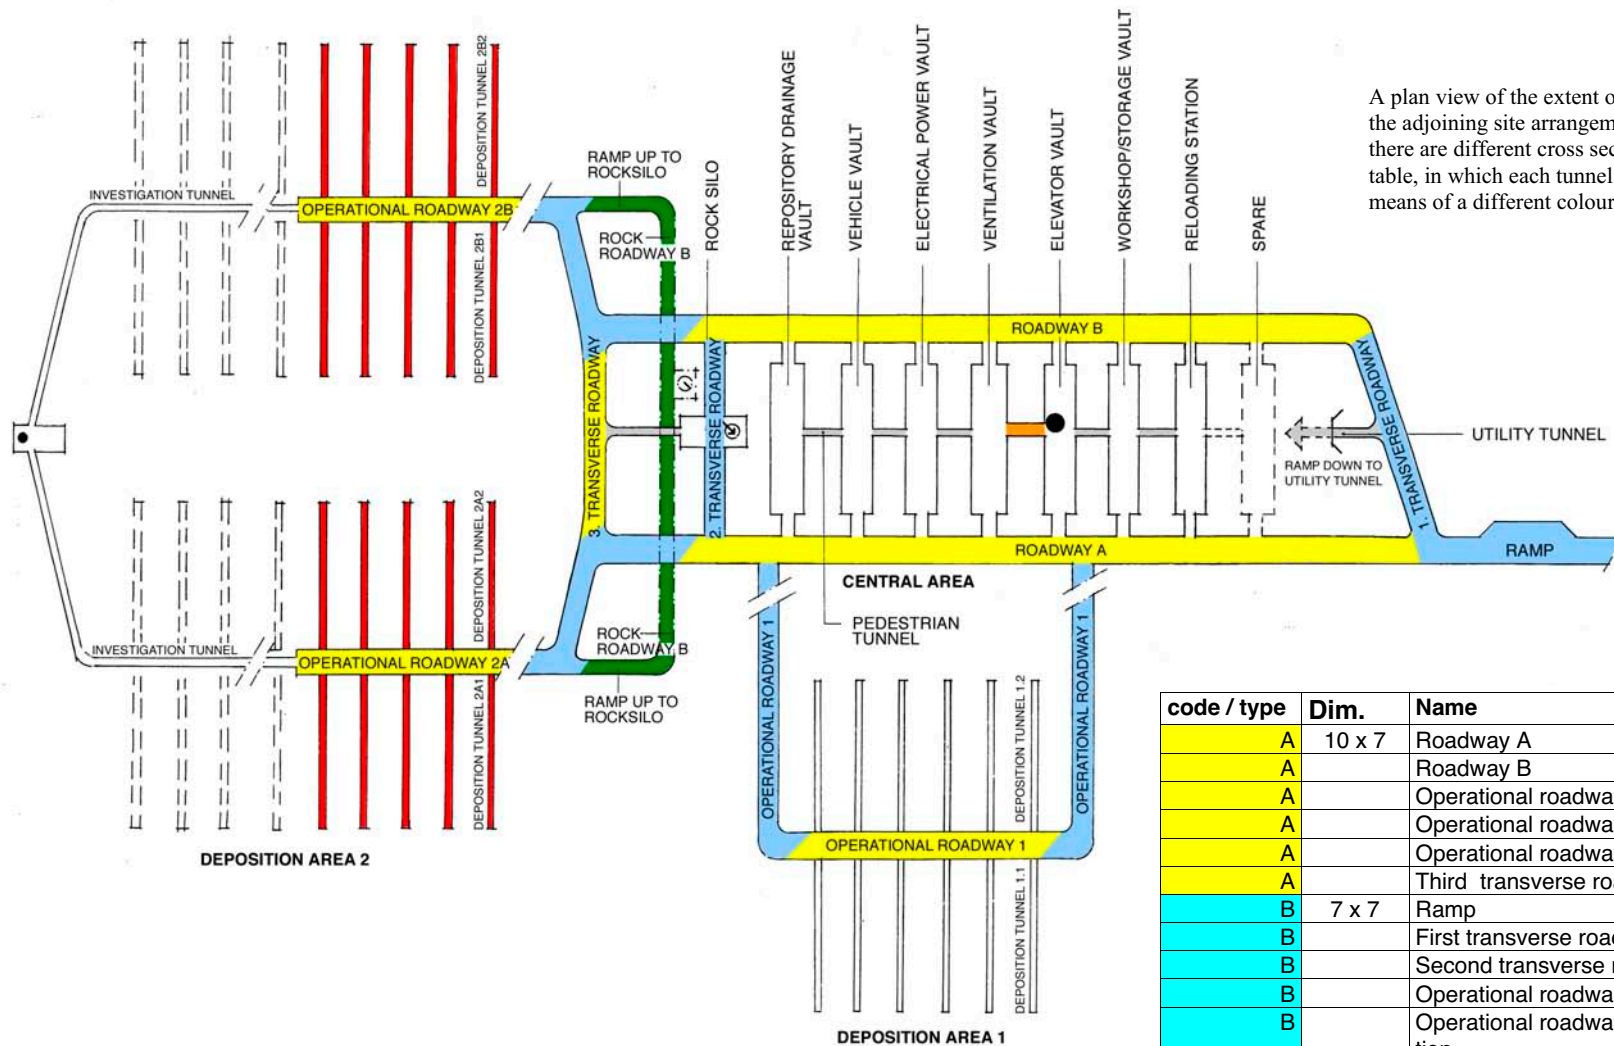 REPOSITORY DRAINAGE
VAULT
VEHICLE VAULT
ELECTRICAL POWER VAULT
VENTILATION VAULT
ELEVATOR VAULT
WORKSHOP/STORAGE VAULT
RELOADING STATION
SPARE
A plan view of the extent o
the adjoining site arrangem
there are different cross sec
table, in which each tunnel
means of a different colour
DEPOSITION TUNNEL 2B2
RAMP UP TO
ROCKSILO
INVESTIGATION TUNNEL
OPERATIONAL ROADWAY 2B
ROCK
ROADWAY B
ROCK SILO
DEPOSITION TUNNEL 2B1
ROADWAY B
3. TRANSVERSE ROADWAY
2. TRANSVERSE ROADWAY
1. TRANSVERSE ROADWAY
UTILITY TUNNEL
RAMP DOWN TO
UTILITY TUNNEL
DEPOSITION TUNNEL 2A2
ROADWAY A
RAMP
CENTRAL AREA
PEDESTRIAN
TUNNEL
ROCK
ROADWAY B
INVESTIGATION TUNNEL
OPERATIONAL ROADWAY 2A
RAMP UP TO
ROCKSILO
DEPOSITION TUNNEL 2A1
OPERATIONAL ROADWAY 1
OPERATIONAL ROADWAY 1
DEPOSITION TUNNEL 1.2
OPERATIONAL ROADWAY 1
DEPOSITION AREA 2
DEPOSITION TUNNEL 1.1
DEPOSITION AREA 1
code / type Dim. Name
A 10 x 7 Roadway A
A Roadway B
A Operational roadwa
A Operational roadwa
A Operational roadwa
A Third transverse roa
B 7 x 7 Ramp
B First transverse road
B Second transverse r
B Operational roadwa
B Operational roadwa